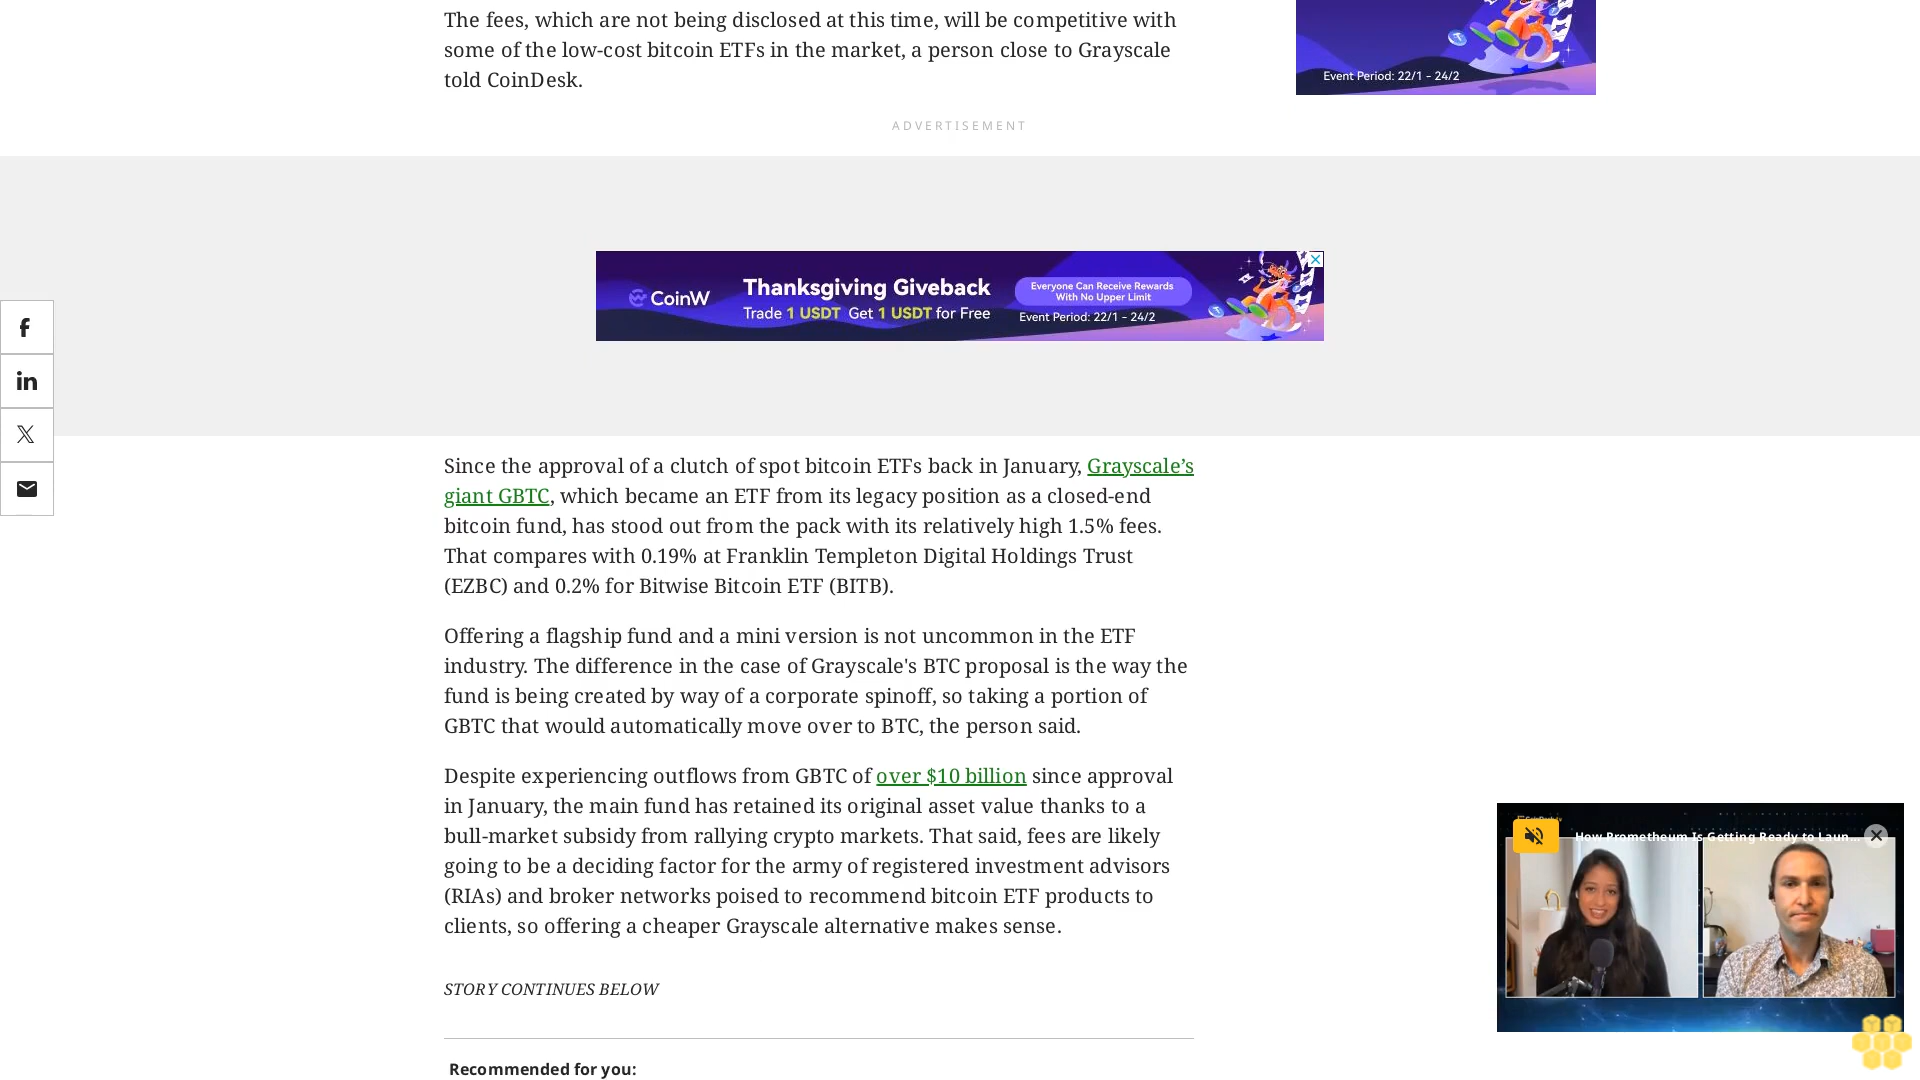 The fees, which are not being disclosed at this time, will be competitive with
some of the low-cost bitcoin ETFs in the market, a person close to Grayscale
told CoinDesk.
Event Period: 22/1 - 24/2
ADVERTISEMENT
CoinW
Thanksgiving Giveback
Trade 1 USDT Get 1 USDT for Free
Everyone Can Receive Rewards
With No Upper Limit
Event Period: 22/1 - 24/2
Since the approval of a clutch of spot bitcoin ETFs back in January, Grayscale’s
giant GBTC, which became an ETF from its legacy position as a closed-end
bitcoin fund, has stood out from the pack with its relatively high 1.5% fees.
That compares with 0.19% at Franklin Templeton Digital Holdings Trust
(EZBC) and 0.2% for Bitwise Bitcoin ETF (BITB).
Offering a flagship fund and a mini version is not uncommon in the ETF
industry. The difference in the case of Grayscale's BTC proposal is the way the
fund is being created by way of a corporate spinoff, so taking a portion of
GBTC that would automatically move over to BTC, the person said.
Despite experiencing outflows from GBTC of over $10 billion since approval
in January, the main fund has retained its original asset value thanks to a
bull-market subsidy from rallying crypto markets. That said, fees are likely
going to be a deciding factor for the army of registered investment advisors
(RIAs) and broker networks poised to recommend bitcoin ETF products to
clients, so offering a cheaper Grayscale alternative makes sense.
How Prometheum Is Getting Ready to Laun...
STORY CONTINUES BELOW
Recommended for you: